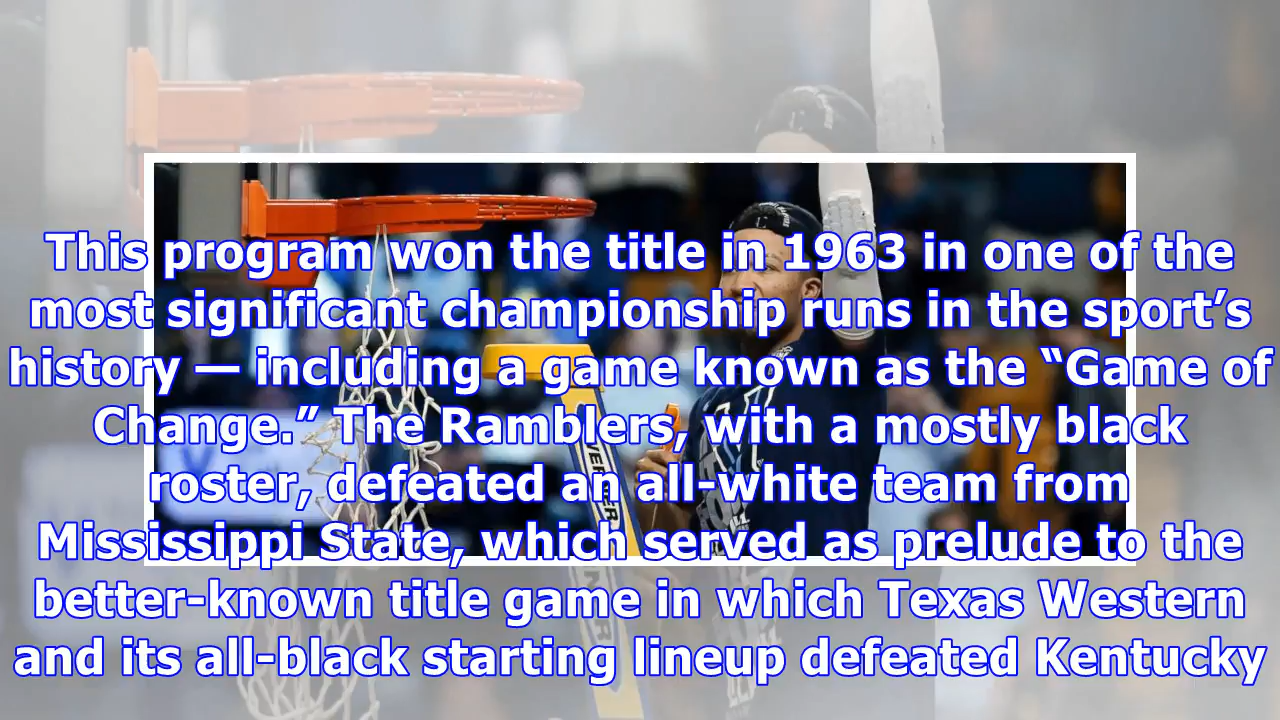 This program won the title in 1963 in one of the
most significant championship runs in the sport’s
history — including a game known as the “Game of
Change.” The Ramblers, with a mostly black
roster, defeated an all-white team from
Mississippi State, which served as prelude to the
better-known title game in which Texas Western
and its all-black starting lineup defeated Kentucky